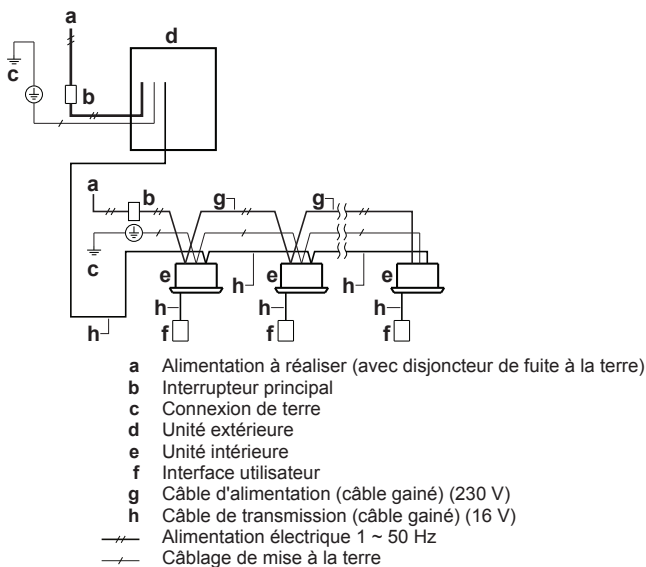 a
d
c
b
a
b
g
g
c
e
h
e
h
e
h
h
h
h
f
f
f
a Alimentation à réaliser (avec disjoncteur de fuite à la terre)
b Interrupteur principal
c Connexion de terre
d Unité extérieure
e Unité intérieure
f Interface utilisateur
g Câble d'alimentation (câble gainé) (230 V)
h Câble de transmission (câble gainé) (16 V)
Alimentation électrique 1 ~ 50 Hz
Câblage de mise à la terre